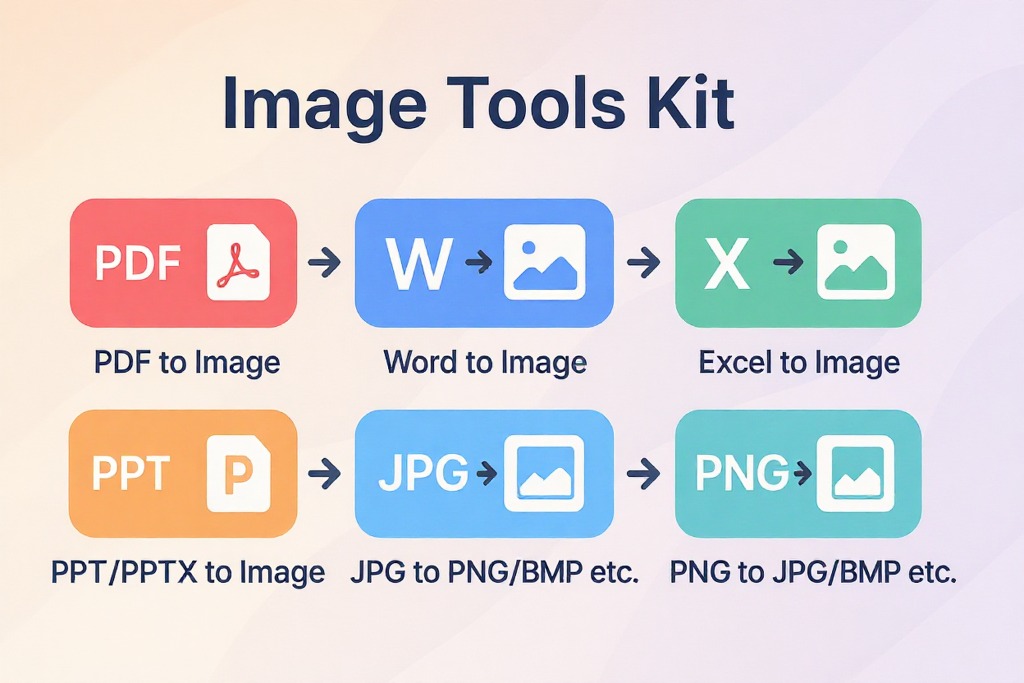 Image Tools Kit
PDF
W
X
PDF to Image
Word to Image
Excel to Image
PPT
P
JPG
PNG
PPT/PPTX to Image
JPG to PNG/BMP etc.
PNG to JPG/BMP etc.